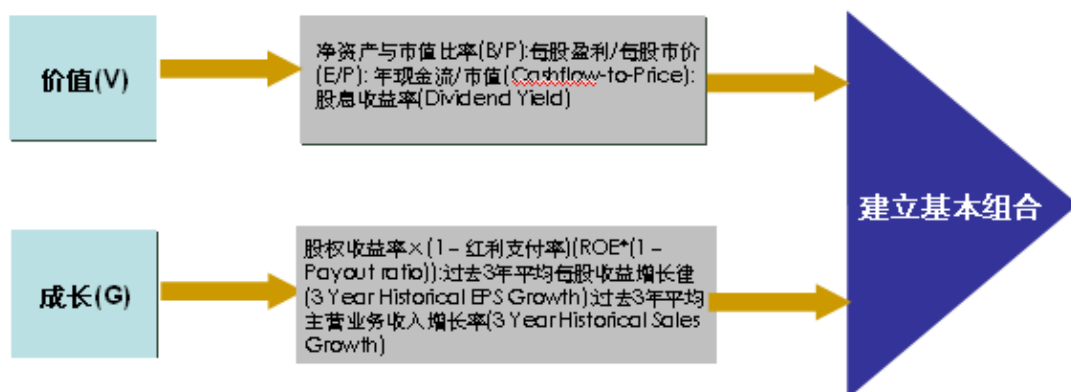 价值(V)
净资产与市值比率(B/P):每股盈利/每股市价
(E/P): 年现金流/市值(Cashflow-to-Price):
股息收益率(Dividend Yield)
建立基本组合
成长(G)
股权收益率×(1 – 红利支付率)(ROE*(1 –
Payout ratio)):过去3年平均每股收益增长律
(3 Year Historical EPS Growth):过去3年平均
主营业务收入增长率(3 Year Historical Sales
Growth)